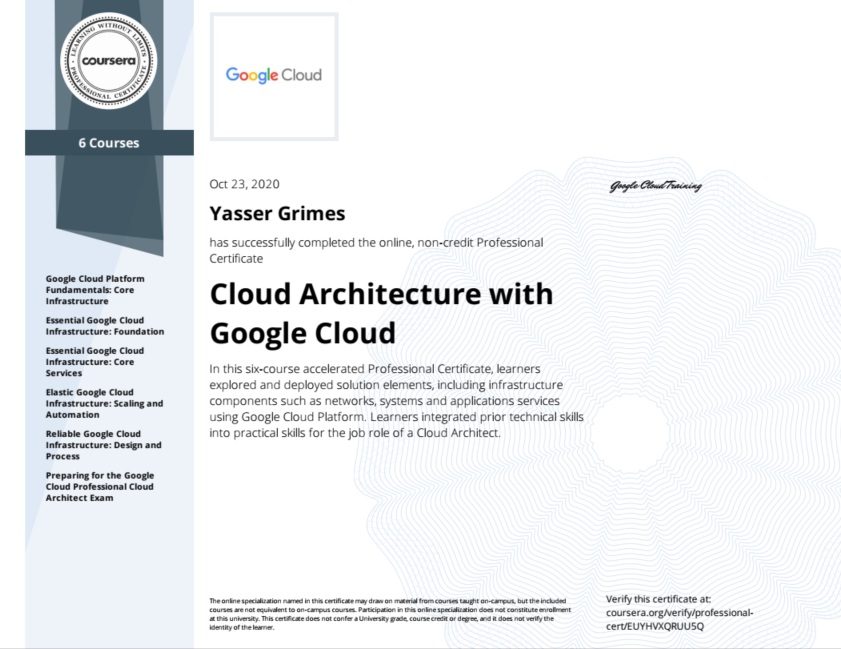 LEARNING WITHOUT LIMITS
coursera
PROFESSIONAL CERTIFICATE
6 Courses
Google Cloud Platform
Fundamentals: Core
Infrastructure
Essential Google Cloud
Infrastructure: Foundation
Essential Google Cloud
Infrastructure: Core
Services
Elastic Google Cloud
Infrastructure: Scaling and
Automation
Reliable Google Cloud
Infrastructure: Design and
Process
Preparing for the Google
Cloud Professional Cloud
Architect Exam
Google Cloud
Oct 23, 2020
Yasser Grimes
has successfully completed the online, non-credit Professional
Certificate
Cloud Architecture with
Google Cloud
In this six-course accelerated Professional Certificate, learners
explored and deployed solution elements, including infrastructure
components such as networks, systems and applications services
using Google Cloud Platform. Learners integrated prior technical skills
into practical skills for the job role of a Cloud Architect.
Google Cloud Training
The online specialization named in this certificate may draw on material from courses taught on-campus, but the included
courses are not equivalent to on-campus courses. Participation in this online specialization does not constitute enrollment
at this university. This certificate does not confer a University grade, course credit or degree, and it does not verify the
identity of the learner.
Verify this certificate at:
coursera.org/verify/professional-
cert/EUYHVXQRUU5Q